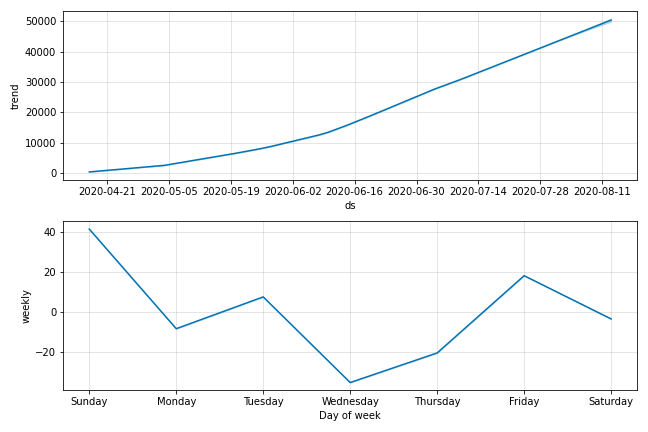 50000
40000
30000
20000
10000
0
trend
2020-04-21 2020-05-05 2020-05-19 2020-06-02 2020-06-16 2020-06-30 2020-07-14 2020-07-28 2020-08-11
ds
40
20
0
−20
weekly
Sunday Monday Tuesday Wednesday Thursday Friday Saturday
Day of week